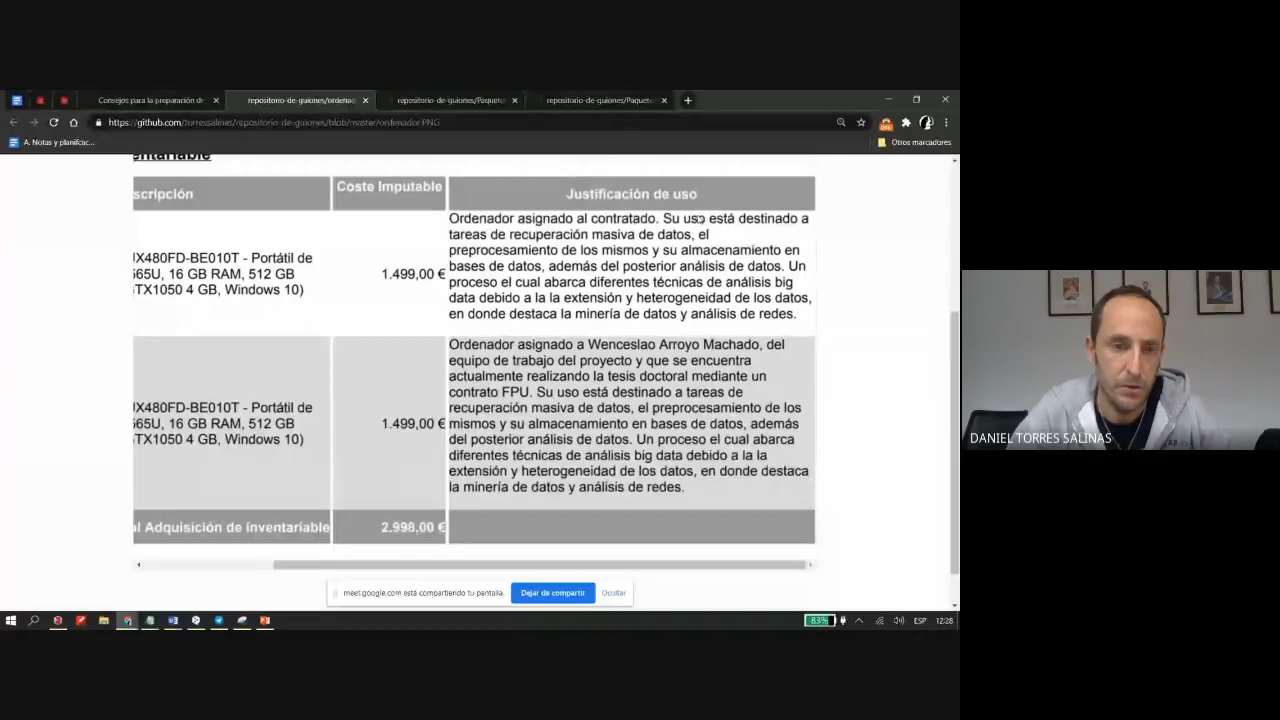 Consejos para la preparación de
repositorio-de-guiones/ordenad
repositorio-de-guiones/Paquete
repositorio-de-guiones/Paquete
https://github.com/torressalinas/repositorio-de-guiones/blob/master/ordenador.PNG
A. Notas y planifcac...
Otros marcadores
entariable
scripción
Coste Imputable
Justificación de uso
UX480FD-BE010T - Portátil de
565U, 16 GB RAM, 512 GB
GTX1050 4 GB, Windows 10)
1.499,00 €
Ordenador asignado al contratado. Su uso está destinado a
tareas de recuperación masiva de datos, el
preprocesamiento de los mismos y su almacenamiento en
bases de datos, además del posterior análisis de datos. Un
proceso el cual abarca diferentes técnicas de análisis big
data debido a la la extensión y heterogeneidad de los datos,
en donde destaca la minería de datos y análisis de redes.
UX480FD-BE010T - Portátil de
565U, 16 GB RAM, 512 GB
GTX1050 4 GB, Windows 10)
1.499,00 €
Ordenador asignado a Wenceslao Arroyo Machado, del
equipo de trabajo del proyecto y que se encuentra
actualmente realizando la tesis doctoral mediante un
contrato FPU. Su uso está destinado a tareas de
recuperación masiva de datos, el preprocesamiento de los
mismos y su almacenamiento en bases de datos, además
del posterior análisis de datos. Un proceso el cual abarca
diferentes técnicas de análisis big data debido a la la
extensión y heterogeneidad de los datos, en donde destaca
la minería de datos y análisis de redes.
al Adquisición de inventariable
2.998,00 €
meet.google.com está compartiendo tu pantalla.
Dejar de compartir
Ocultar
83%
ESP
12:28
DANIEL TORRES SALINAS